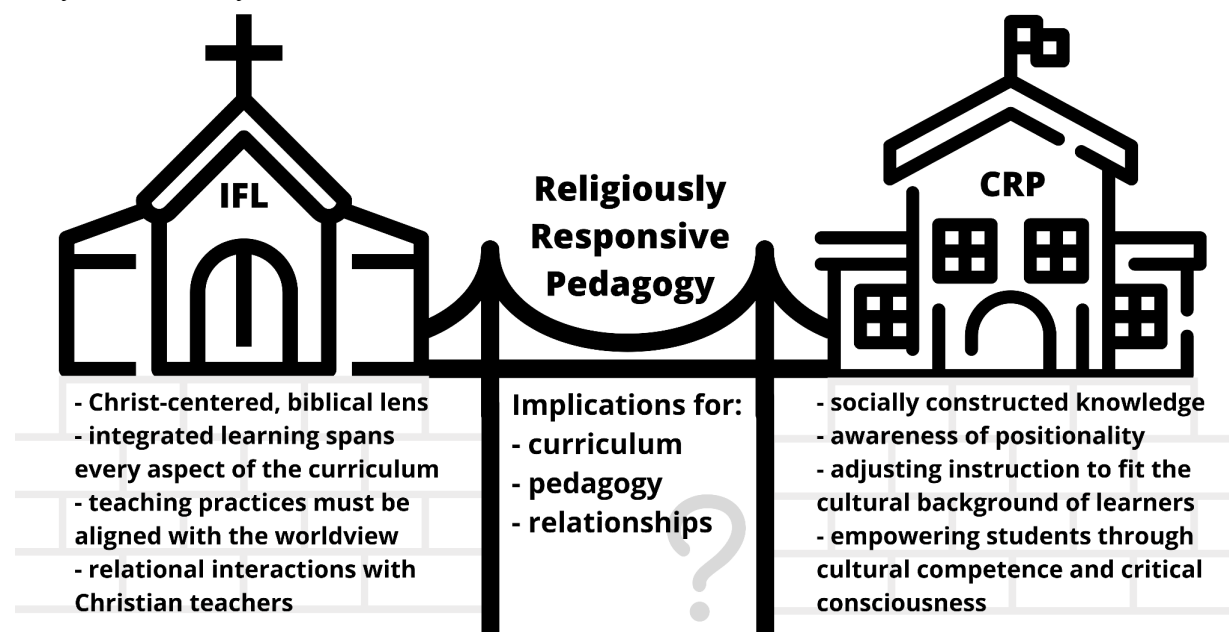 IFL
Religiously
Responsive
Pedagogy
CRP
- Christ-centered, biblical lens
- integrated learning spans
every aspect of the curriculum
- teaching practices must be
aligned with the worldview
- relational interactions with
Christian teachers
Implications for:
- curriculum
- pedagogy
- relationships
?
- socially constructed knowledge
- awareness of positionality
- adjusting instruction to fit the
cultural background of learners
- empowering students through
cultural competence and critical
consciousness